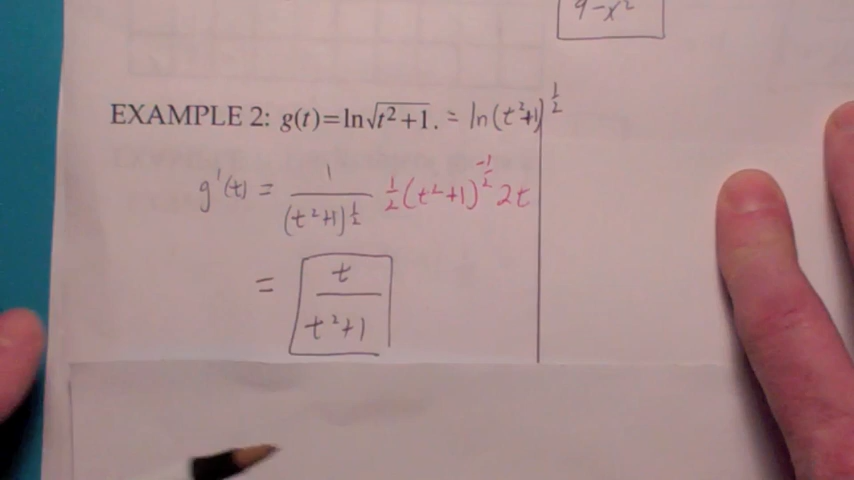 9-x²
EXAMPLE 2: g(t)=ln√(t²+1). = ln(t²+1)^(1/2)
g'(t) = 1/(t²+1)^(1/2) 1/2(t²+1)^(-1/2) 2t
= t/(t²+1)